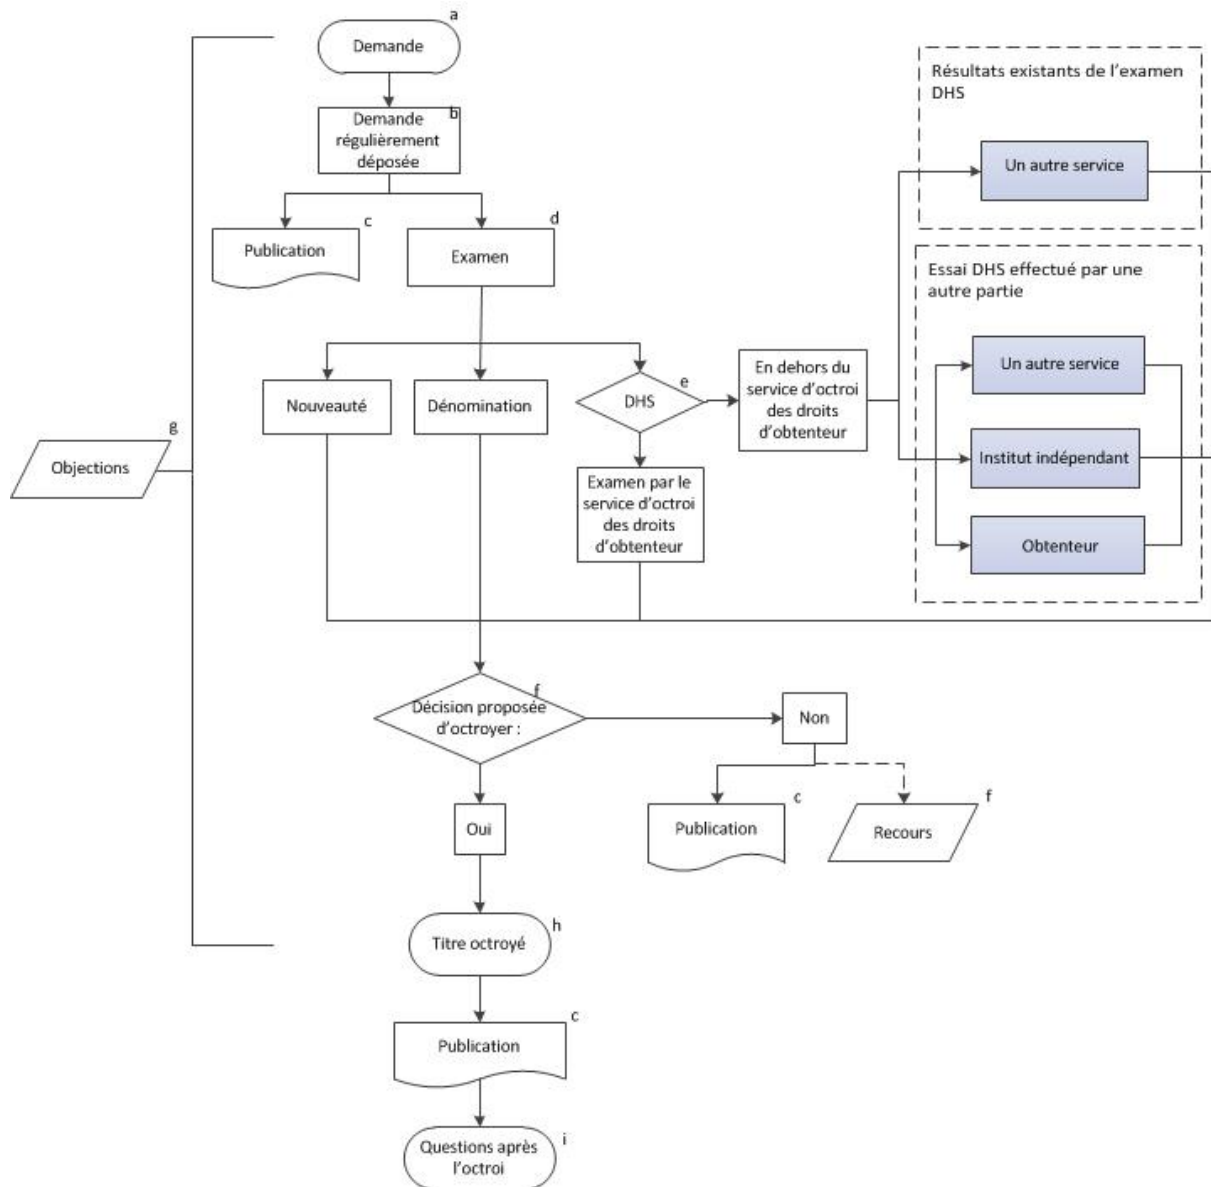 a
Demande
b
Demande
régulièrement
déposée
c
Publication
d
Examen
Résultats existants de l'examen
DHS
Un autre service
Essai DHS effectué par une
autre partie
Un autre service
Institut indépendant
Obtenteur
Nouveauté
Dénomination
e
DHS
En dehors du
service d'octroi
des droits
d'obtenteur
Examen par le
service d'octroi
des droits
d'obtenteur
g
Objections
f
Décision proposée
d'octroyer :
Non
c
Publication
f
Recours
Oui
h
Titre octroyé
c
Publication
i
Questions après
l'octroi